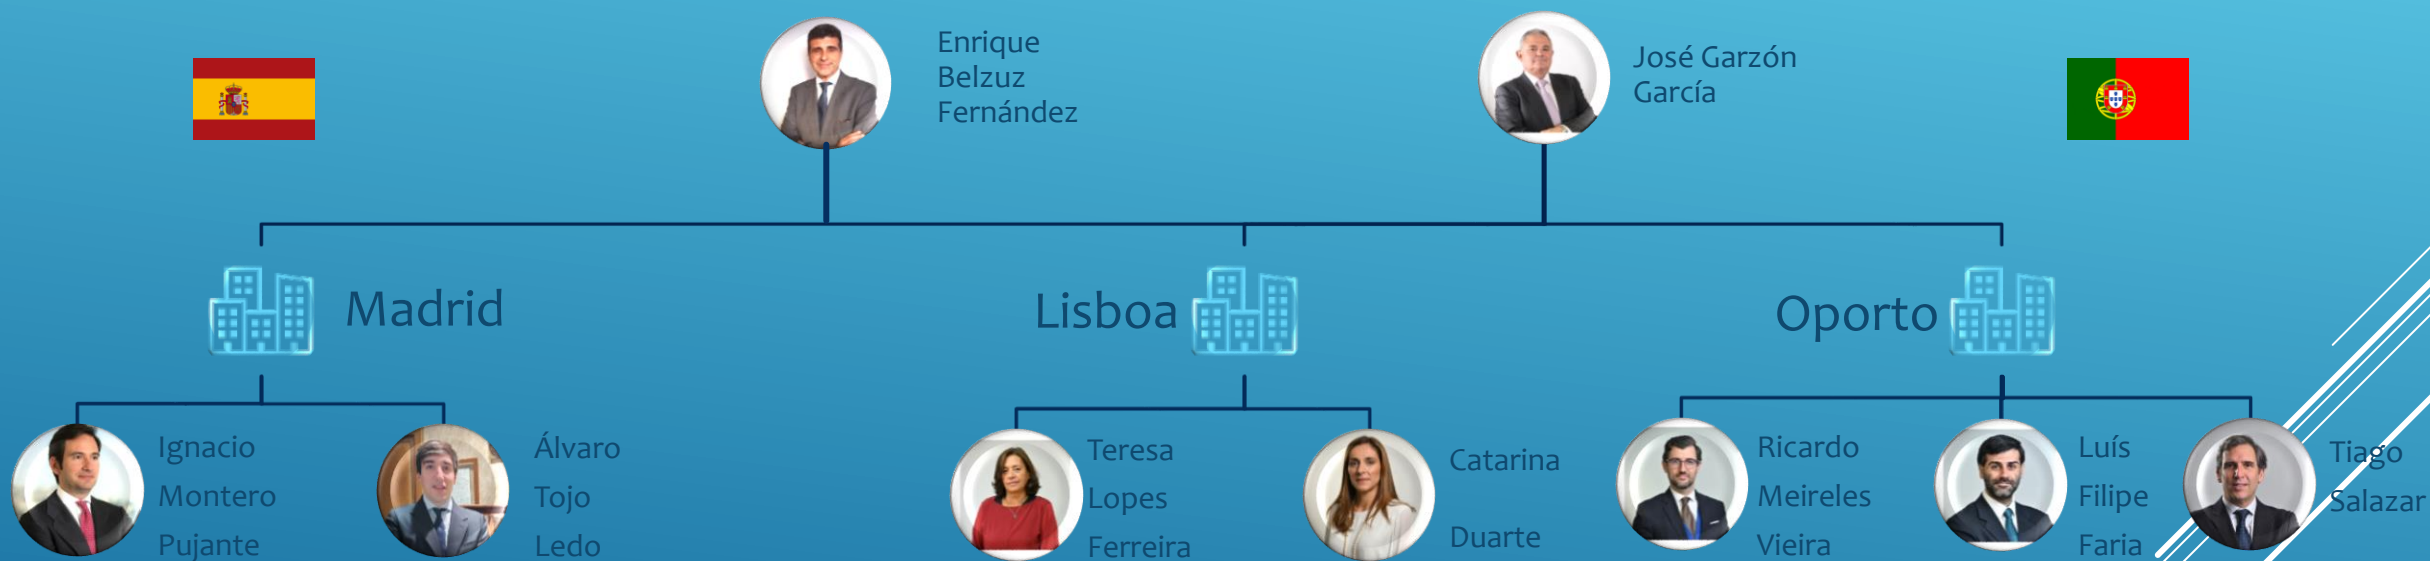 Enrique
Belzuz
Fernández
José Garzón
García
Madrid
Lisboa
Oporto
Ignacio
Montero
Pujante
Álvaro
Tojo
Ledo
Teresa
Lopes
Ferreira
Catarina
Duarte
Ricardo
Meireles
Vieira
Luís
Filipe
Faria
Tiago
Salazar